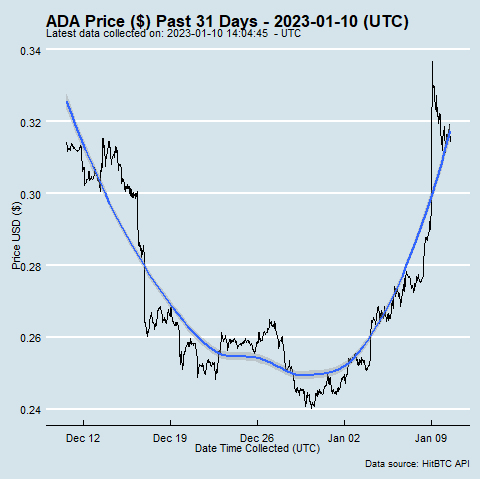 ADA Price ($) Past 31 Days - 2023-01-10 (UTC)
Latest data collected on: 2023-01-10 14:04:45 - UTC
0.34
0.32
0.30
0.28
0.26
0.24
Price USD ($)
Dec 12 Dec 19 Dec 26 Jan 02 Jan 09
Date Time Collected (UTC)
Data source: HitBTC API